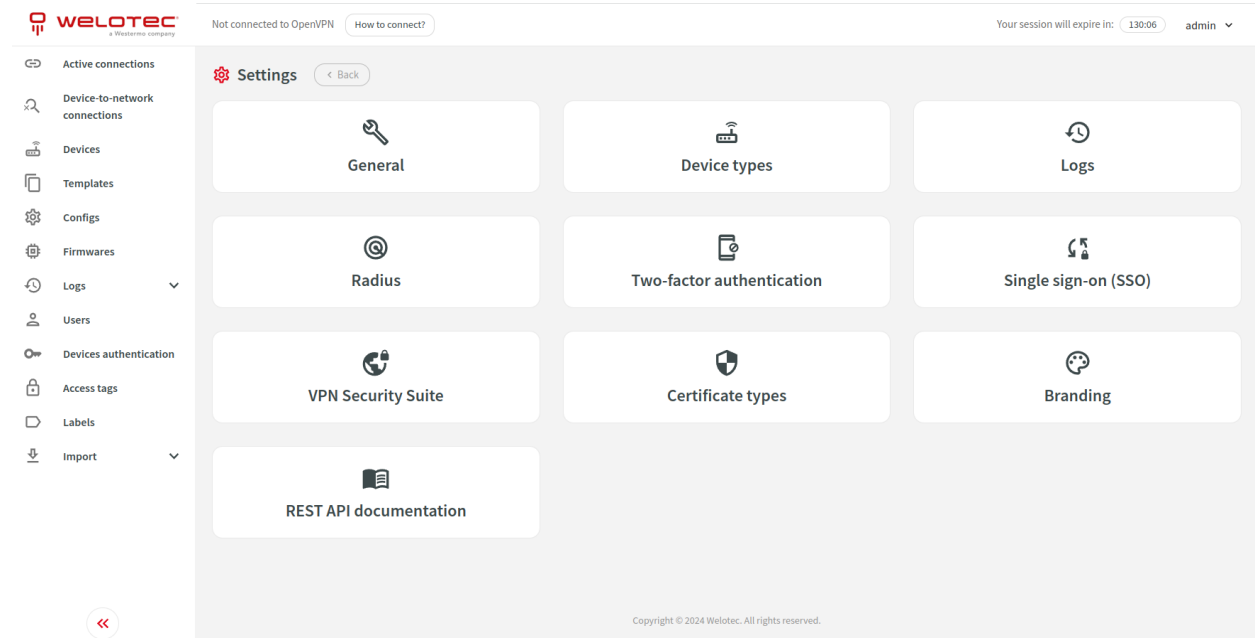 WELOTEC
a Westermo company
Not connected to OpenVPN
How to connect?
Your session will expire in:
130:06
admin
Active connections
Device-to-network
connections
Devices
Templates
Configs
Firmwares
Logs
Users
Devices authentication
Access tags
Labels
Import
Settings
Back
General
Device types
Logs
Radius
Two-factor authentication
Single sign-on (SSO)
VPN Security Suite
Certificate types
Branding
REST API documentation
Copyright © 2024 Welotec. All rights reserved.